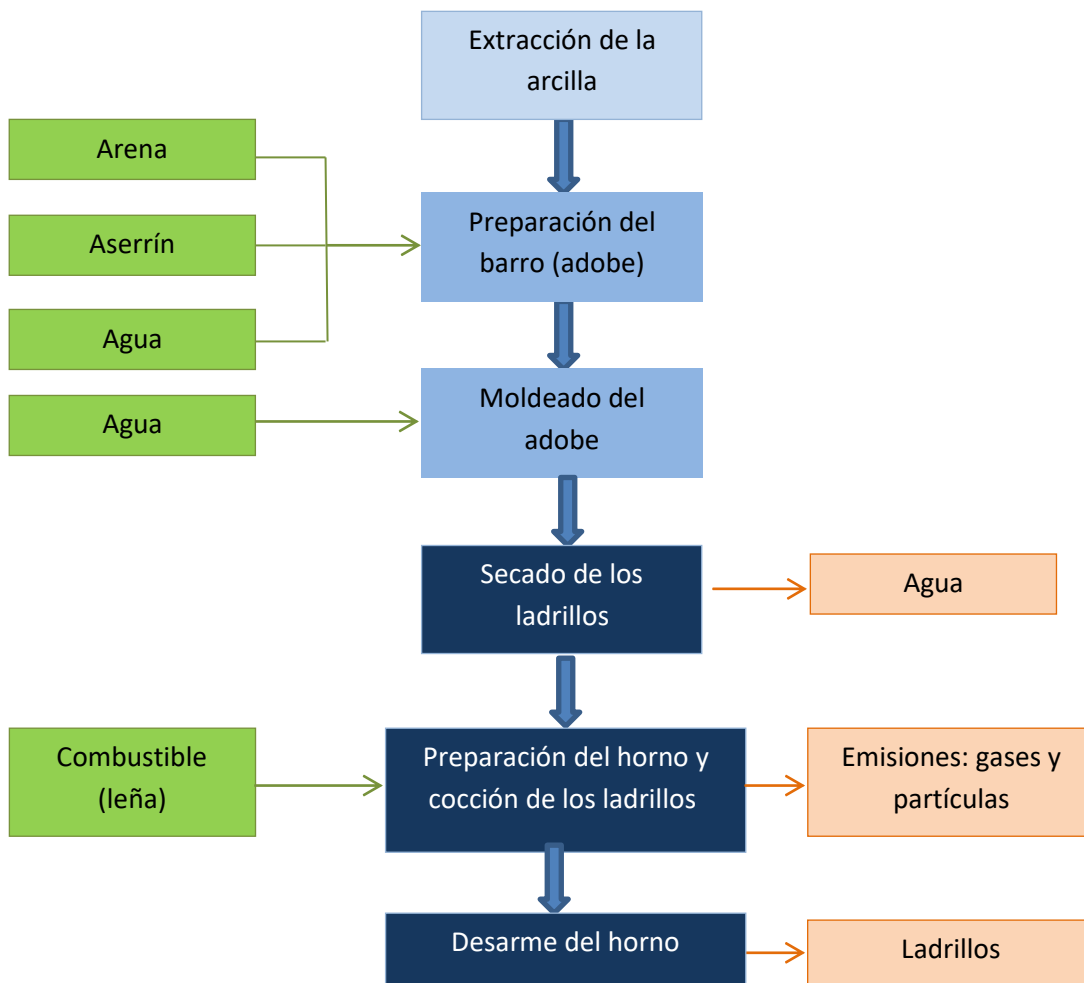 Extracción de la
arcilla
Arena
Aserrín
Agua
Preparación del
barro (adobe)
Agua
Moldeado del
adobe
Secado de los
ladrillos
Agua
Combustible
(leña)
Preparación del horno y
cocción de los ladrillos
Emisiones: gases y
partículas
Desarme del horno
Ladrillos